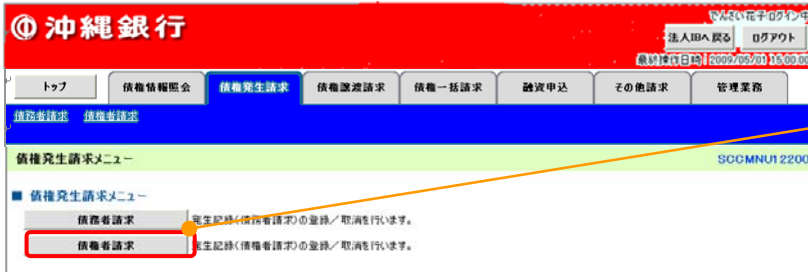 沖縄銀行
でんさい花子ログイン中
法人IBへ戻る ログアウト
最終操作日時 2009/05/01 15:00:00
トップ 債権情報照会 債権発生請求 債権譲渡請求 債権一括請求 融資申込 その他請求 管理業務
債務者請求 債権者請求
債権発生請求メニュー SCCMNU12200
■ 債権発生請求メニュー
債務者請求 発生記録(債務者請求)の登録/取消を行います。
債権者請求 発生記録(債権者請求)の登録/取消を行います。